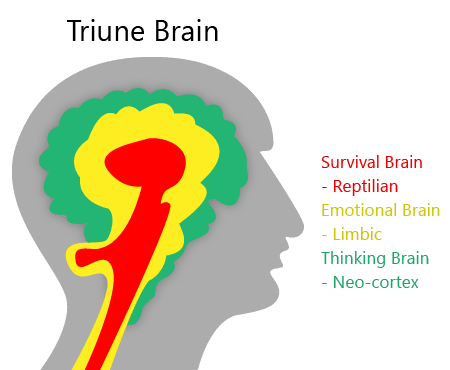 Triune Brain
Survival Brain
- Reptilian
Emotional Brain
- Limbic
Thinking Brain
- Neo-cortex